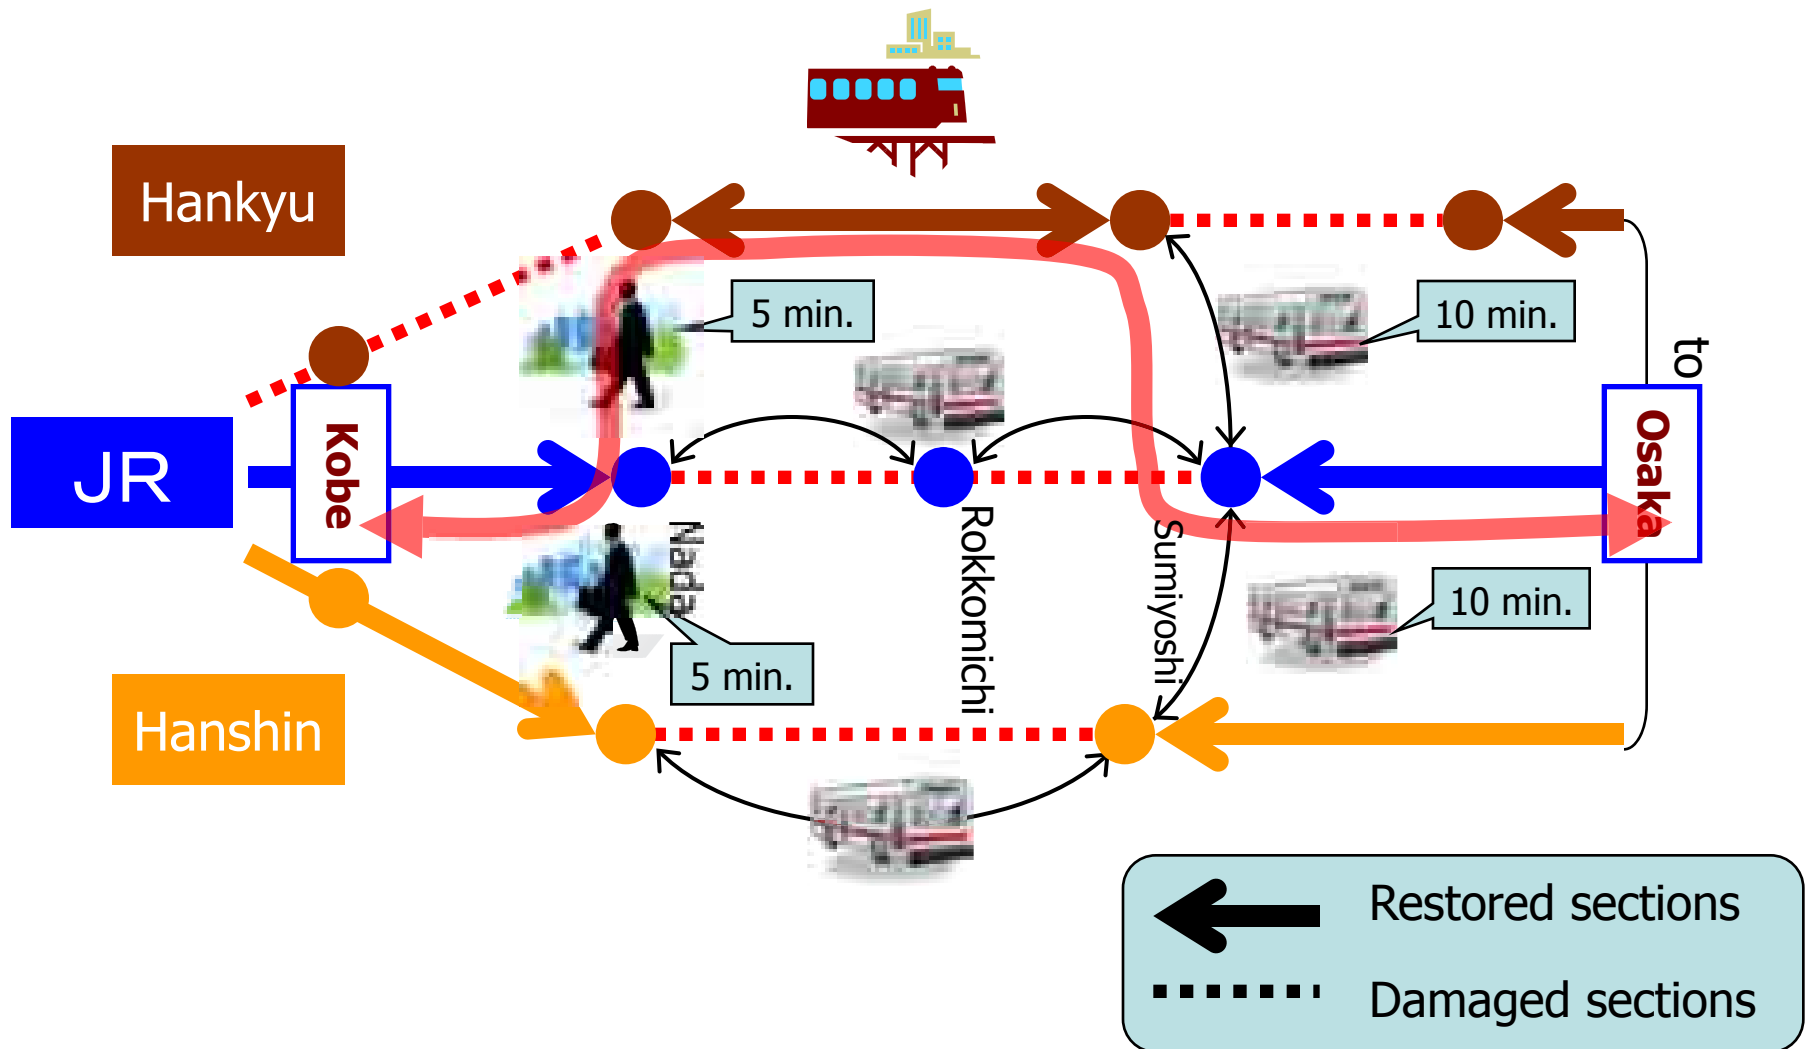 Hankyu
5 min.
10 min.
to
JR
Kobe
Osaka
Nada
Rokkomichi
Sumiyoshi
10 min.
5 min.
Hanshin
Restored sections
Damaged sections